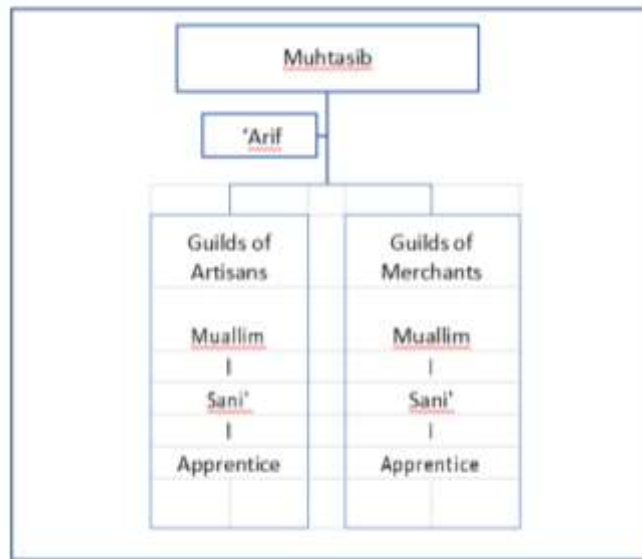 Muhtasib
'Arif
Guilds of
Artisans
Muallim
Sani'
Apprentice
Guilds of
Merchants
Muallim
Sani'
Apprentice